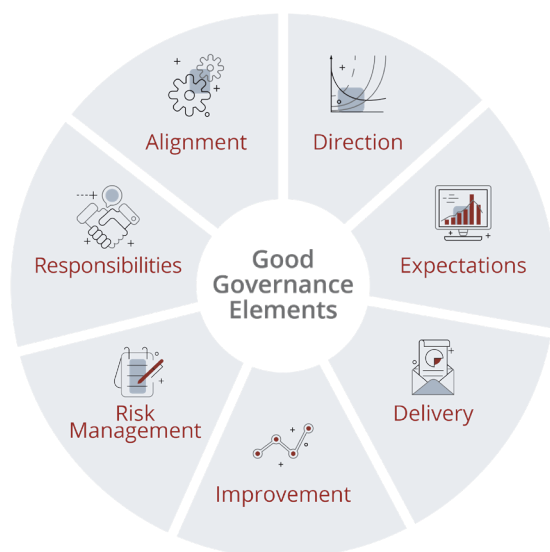 Good
Governance
Elements
Direction
Expectations
Delivery
Improvement
Risk
Management
Responsibilities
Alignment